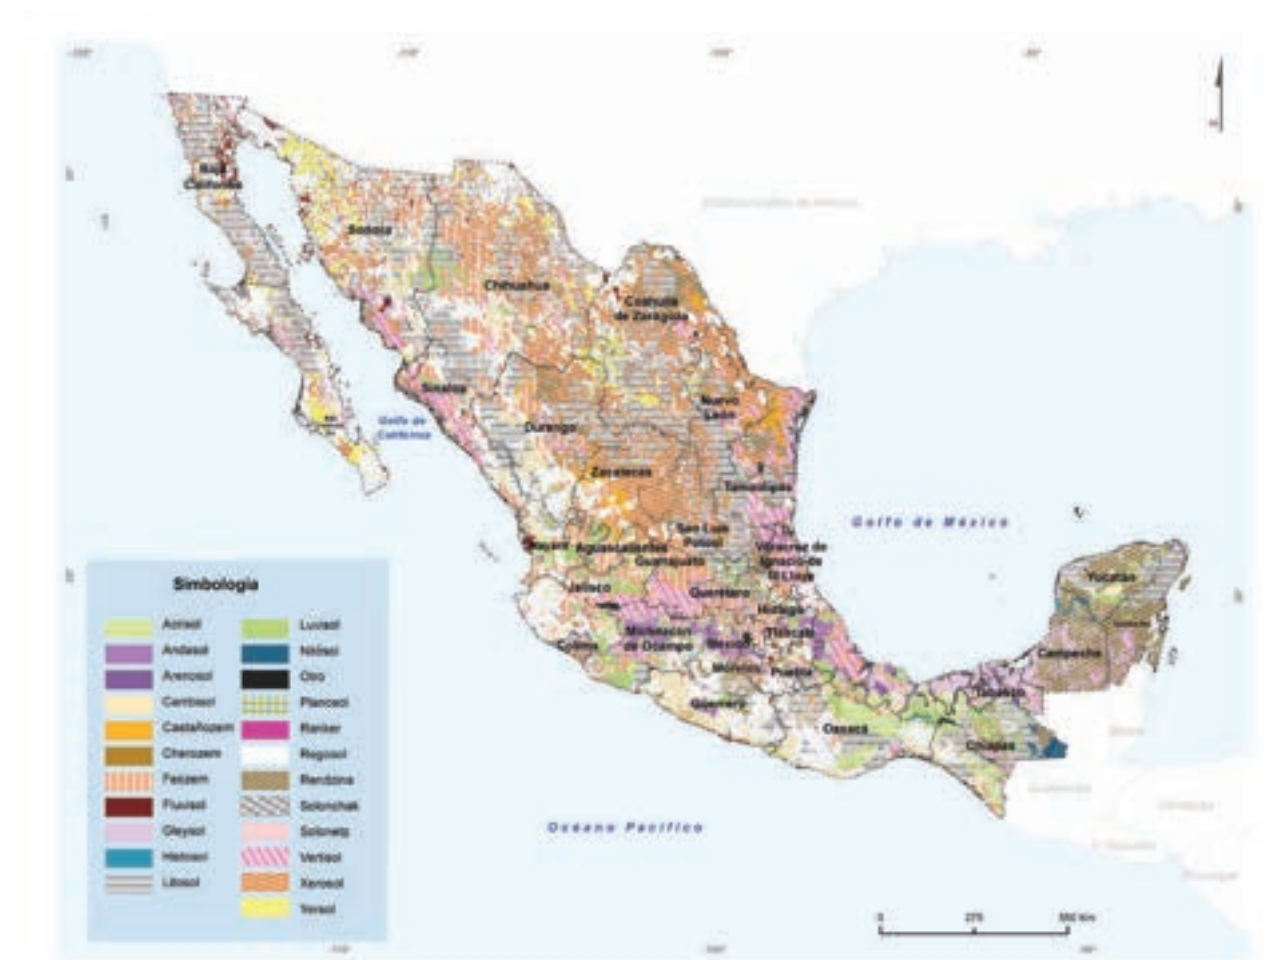 Baja
California
Sonora
Chihuahua
Coahuila
de Zaragoza
Sinaloa
Nuevo
León
Golfo de
California
Durango
Zacatecas
Tamaulipas
Golfo de México
San Luis
Potosí
Nayarit
Aguascalientes
Veracruz de
Ignacio de
la Llave
Guanajuato
Yucatán
Jalisco
Querétaro
Hidalgo
Michoacán
de Ocampo
México
Tlaxcala
Colima
Campeche
Morelos
Puebla
Tabasco
Guerrero
Oaxaca
Chiapas
Océano Pacífico
Simbología
Acrisol
Andosol
Arenosol
Cambisol
Castañozem
Chernozem
Feozem
Fluvisol
Gleysol
Histosol
Litosol
Luvisol
Nitosol
Otro
Planosol
Ranker
Regosol
Rendzina
Solonchak
Solonetz
Vertisol
Xerosol
Yersol
0 275 550 Km